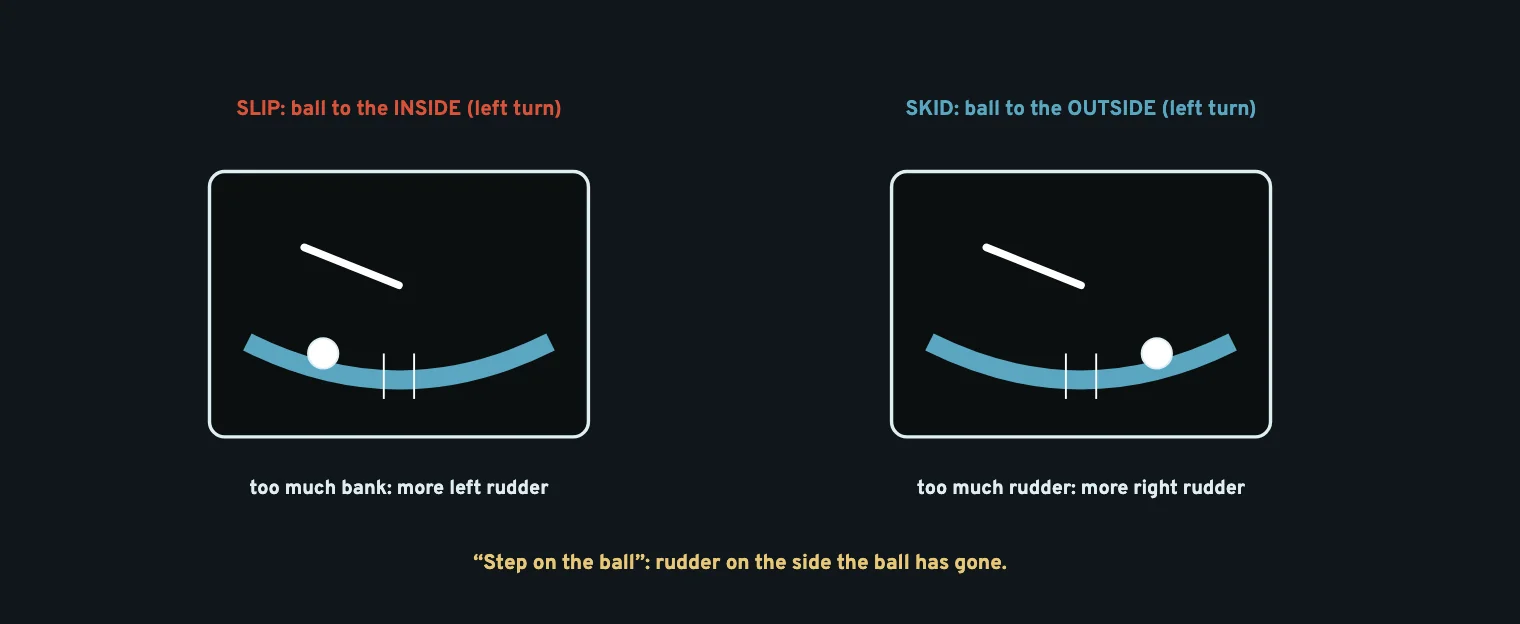 SLIP: ball to the INSIDE (left turn)
SKID: ball to the OUTSIDE (left turn)
too much bank: more left rudder
too much rudder: more right rudder
“Step on the ball”: rudder on the side the ball has gone.